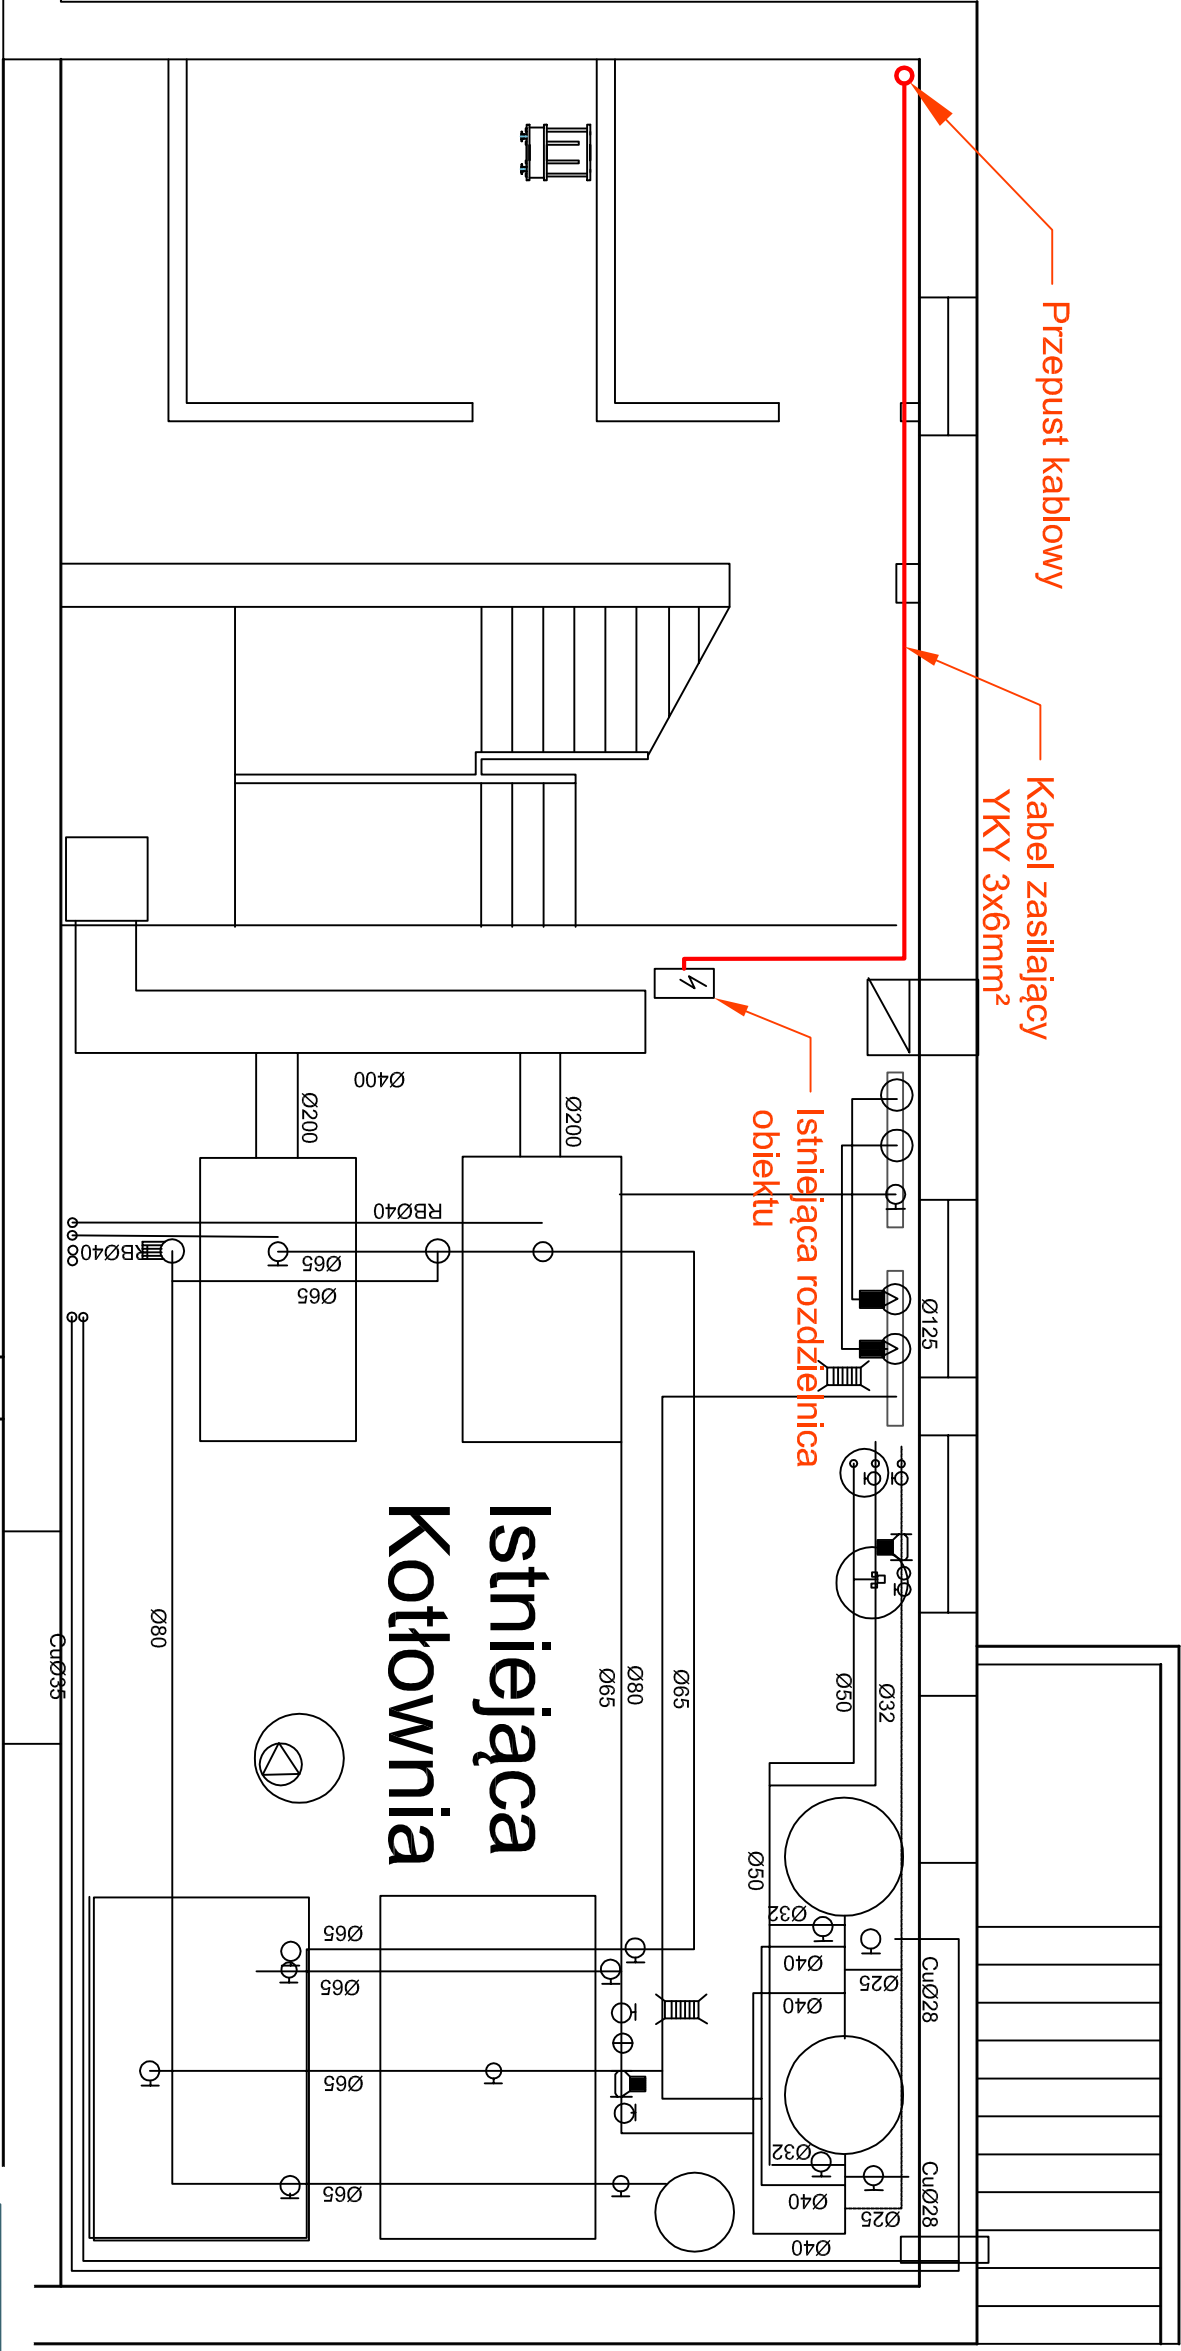 Przepust kablowy
Kabel zasilający
YKY 3x6mm²
Istniejąca rozdzielnica
obiektu
Ø400
Ø200
Ø200
RBØ40
RBØ40
Ø65
Ø65
Ø125
Istniejąca
Kotłownia
Ø80
CuØ35
Ø65
Ø80
Ø65
Ø50
Ø32
Ø50
Ø32
Ø40
Ø40
Ø25
CuØ28
Ø65
Ø65
Ø65
Ø65
Ø32
Ø40
Ø40
Ø25
CuØ28